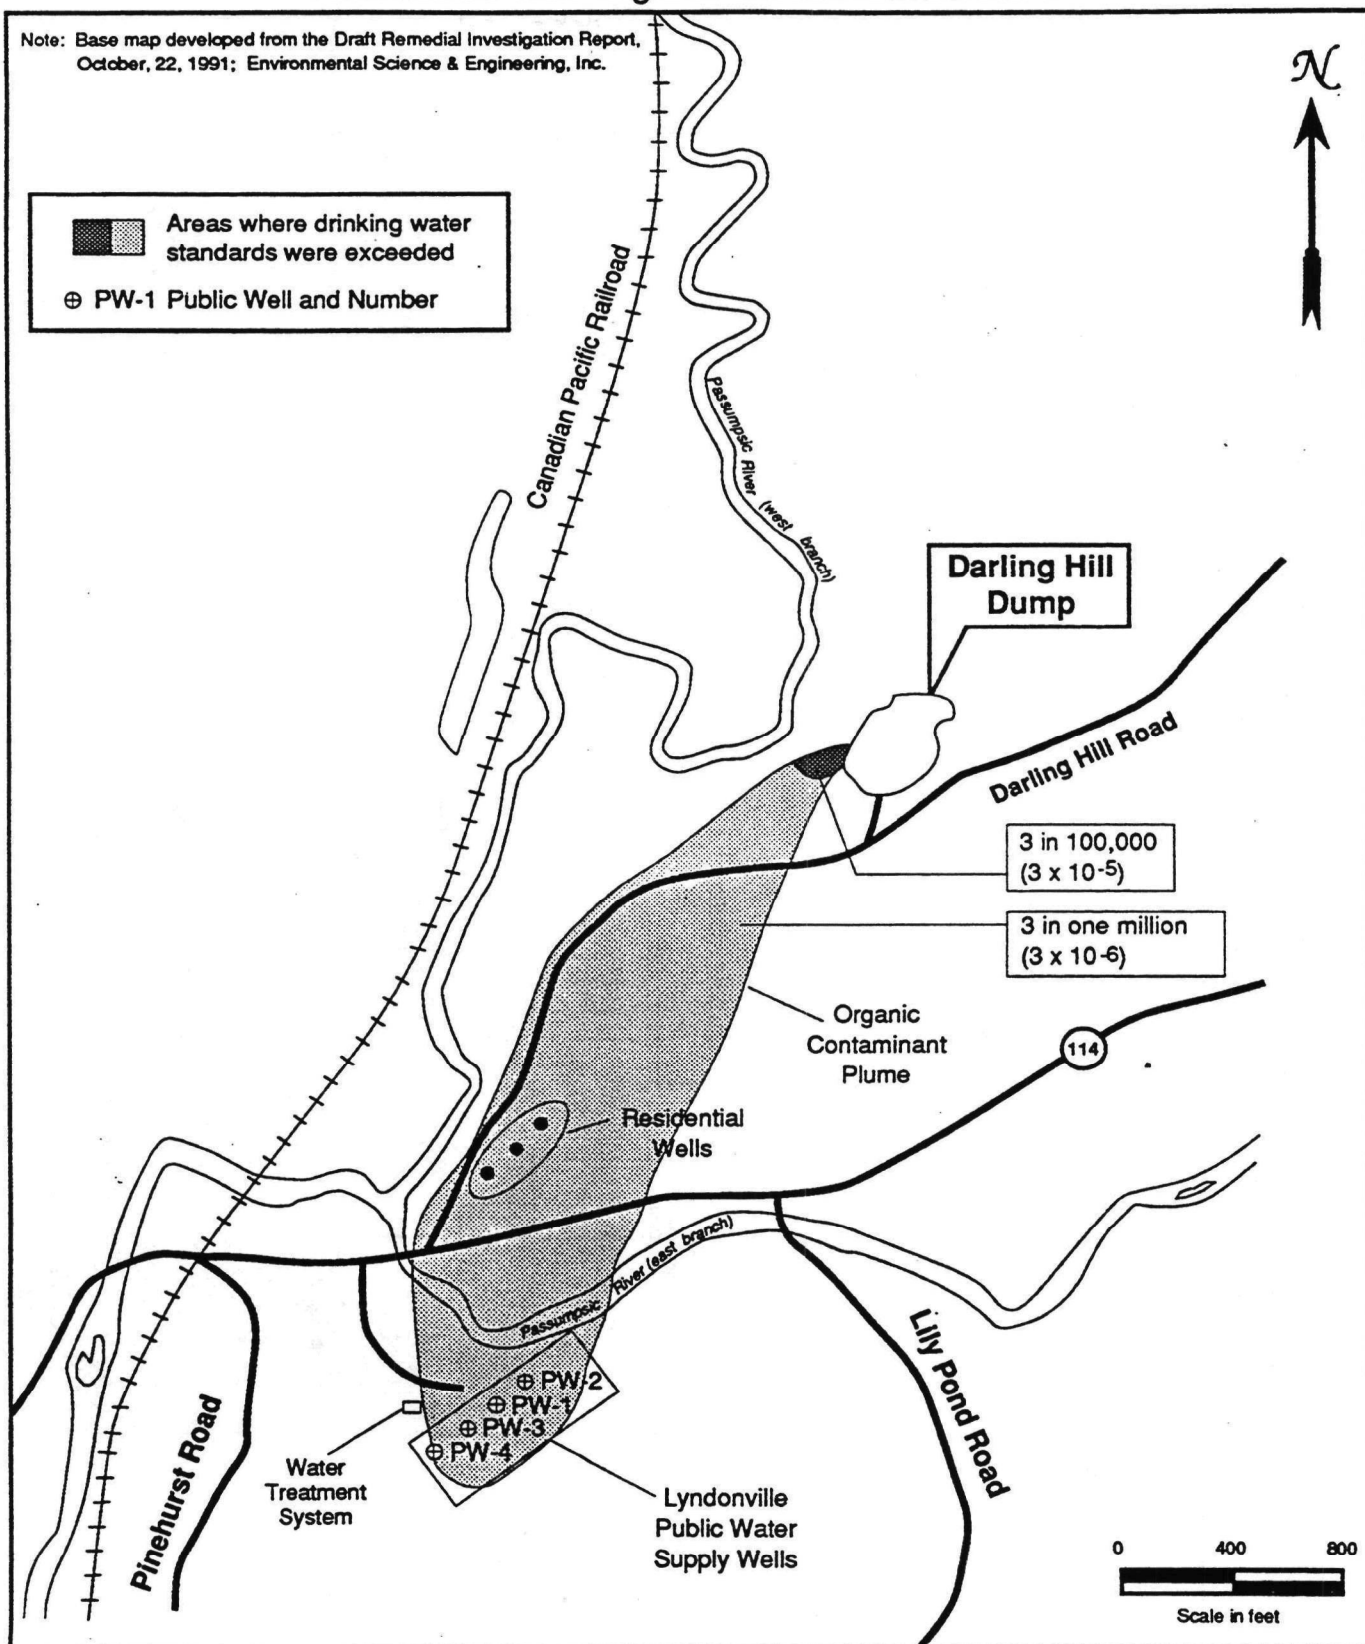 Note: Base map developed from the Draft Remedial Investigation Report,
October, 22, 1991; Environmental Science & Engineering, Inc.
N
Areas where drinking water
standards were exceeded
⊕ PW-1 Public Well and Number
Canadian Pacific Railroad
Passumpsic River (west branch)
Darling Hill
Dump
Darling Hill Road
3 in 100,000
(3 x 10-5)
3 in one million
(3 x 10-6)
Organic
Contaminant
Plume
114
Residential
Wells
Passumpsic River (east branch)
Lily Pond Road
Pinehurst Road
PW-2
PW-1
PW-3
PW-4
Water
Treatment
System
Lyndonville
Public Water
Supply Wells
0 400 800
Scale in feet